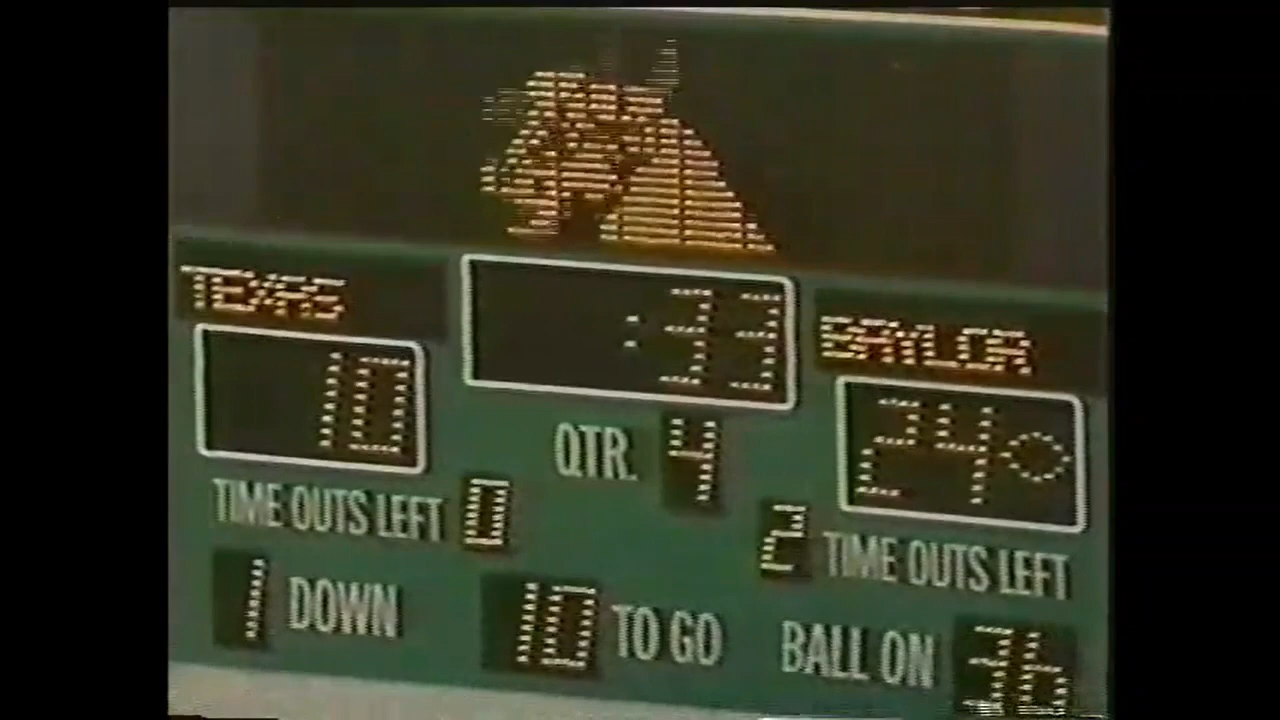 :33
TEXAS BAYLOR
10 24
QTR. 4
TIME OUTS LEFT 0 2 TIME OUTS LEFT
1 DOWN 10 TO GO BALL ON 36